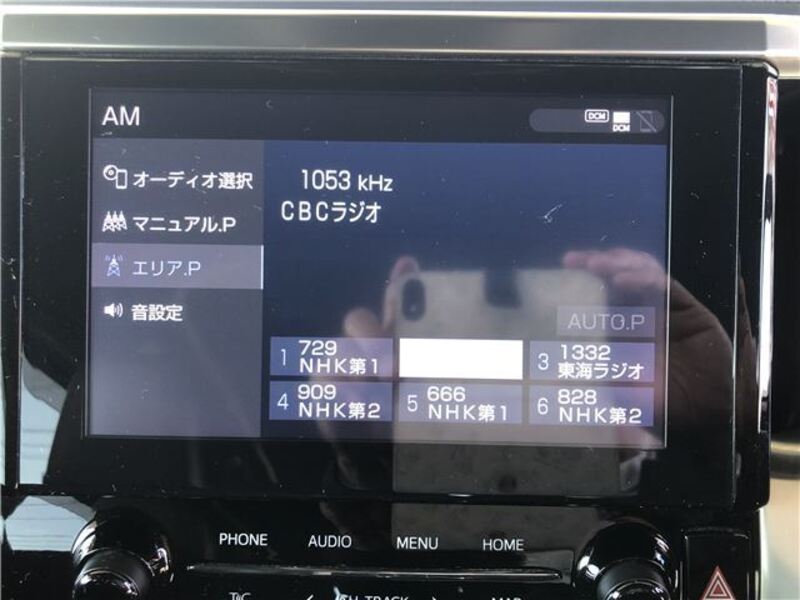 AM
DCM
DCM
オーディオ選択
マニュアル.P
エリア.P
音設定
1053 kHz
CBCラジオ
AUTO.P
1 729 NHK第1
3 1332 東海ラジオ
4 909 NHK第2
5 666 NHK第1
6 828 NHK第2
PHONE AUDIO MENU HOME